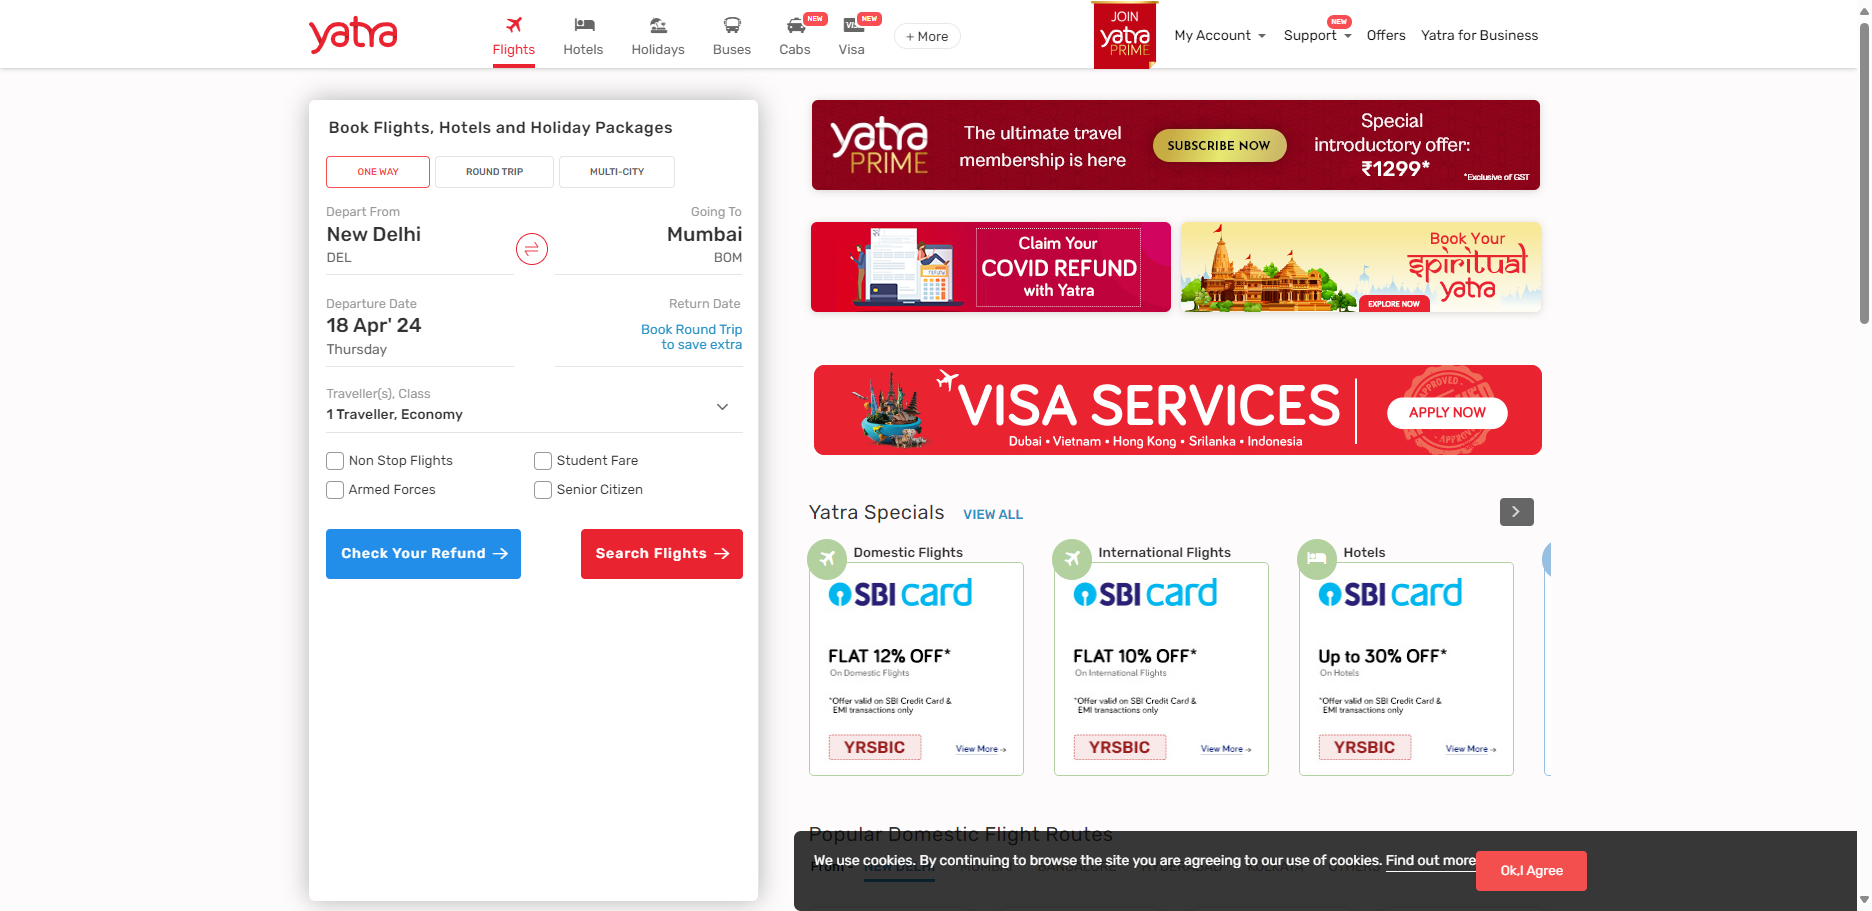 yatra
Flights
Hotels
Holidays
Buses
Cabs
NEW
Visa
NEW
+ More
JOIN
yatra
PRIME
My Account
Support
NEW
Offers
Yatra for Business
Book Flights, Hotels and Holiday Packages
ONE WAY
ROUND TRIP
MULTI-CITY
Depart From
New Delhi
DEL
Going To
Mumbai
BOM
Departure Date
18 Apr' 24
Thursday
Return Date
Book Round Trip
to save extra
Traveller(s), Class
1 Traveller, Economy
Non Stop Flights
Student Fare
Armed Forces
Senior Citizen
Check Your Refund
Search Flights
yatra
PRIME
The ultimate travel
membership is here
SUBSCRIBE NOW
Special
introductory offer:
₹1299*
*Exclusive of GST
Claim Your
COVID REFUND
with Yatra
Book Your
spiritual
yatra
EXPLORE NOW
VISA SERVICES
Dubai • Vietnam • Hong Kong • Srilanka • Indonesia
APPROVED
APPLY NOW
Yatra Specials
VIEW ALL
Domestic Flights
SBI card
FLAT 12% OFF*
On Domestic Flights
*Offer valid on SBI Credit Card &
EMI transactions only
YRSBIC
View More
International Flights
SBI card
FLAT 10% OFF*
On International Flights
*Offer valid on SBI Credit Card &
EMI transactions only
YRSBIC
View More
Hotels
SBI card
Up to 30% OFF*
On Hotels
*Offer valid on SBI Credit Card &
EMI transactions only
YRSBIC
View More
Popular Domestic Flight Routes
We use cookies. By continuing to browse the site you are agreeing to our use of cookies. Find out more
Ok,I Agree
From
NEW DELHI
MUMBAI
BANGALORE
HYDERABAD
KOLKATA
OTHERS